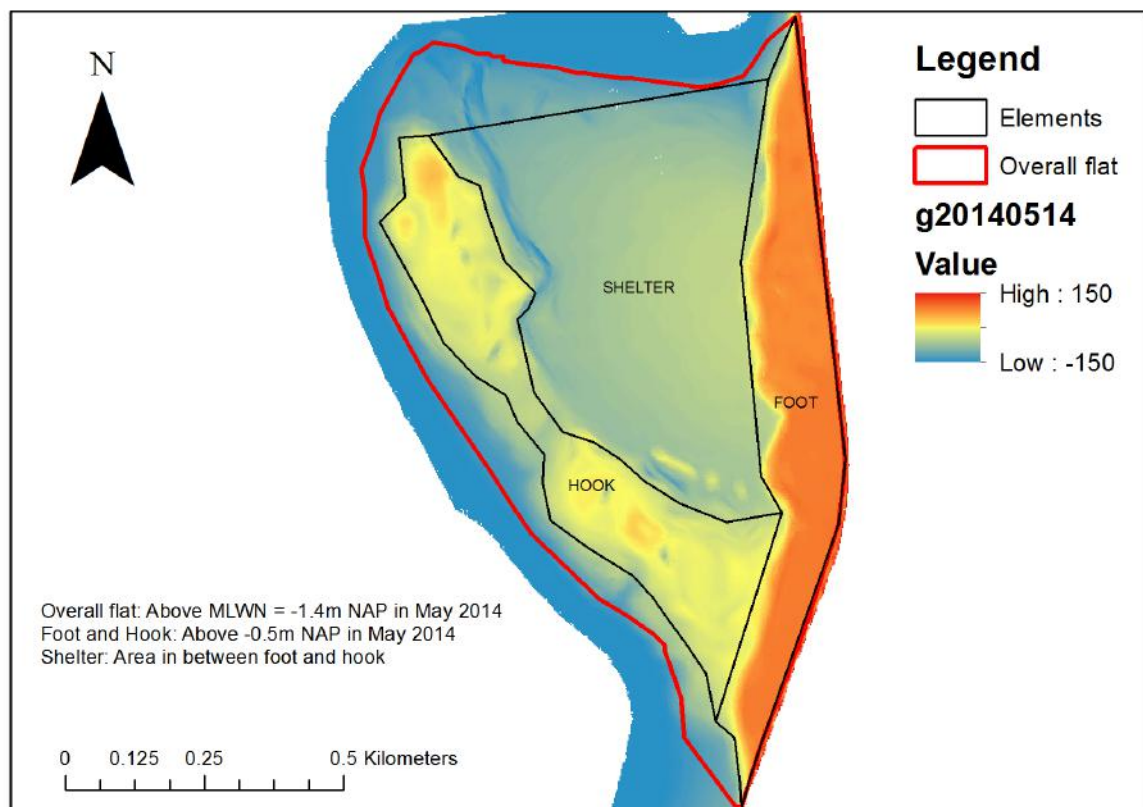 N
Legend
Elements
Overall flat
g20140514
Value
High : 150
Low : -150
SHELTER
FOOT
HOOK
Overall flat: Above MLWN = -1.4m NAP in May 2014
Foot and Hook: Above -0.5m NAP in May 2014
Shelter: Area in between foot and hook
0 0.125 0.25 0.5 Kilometers